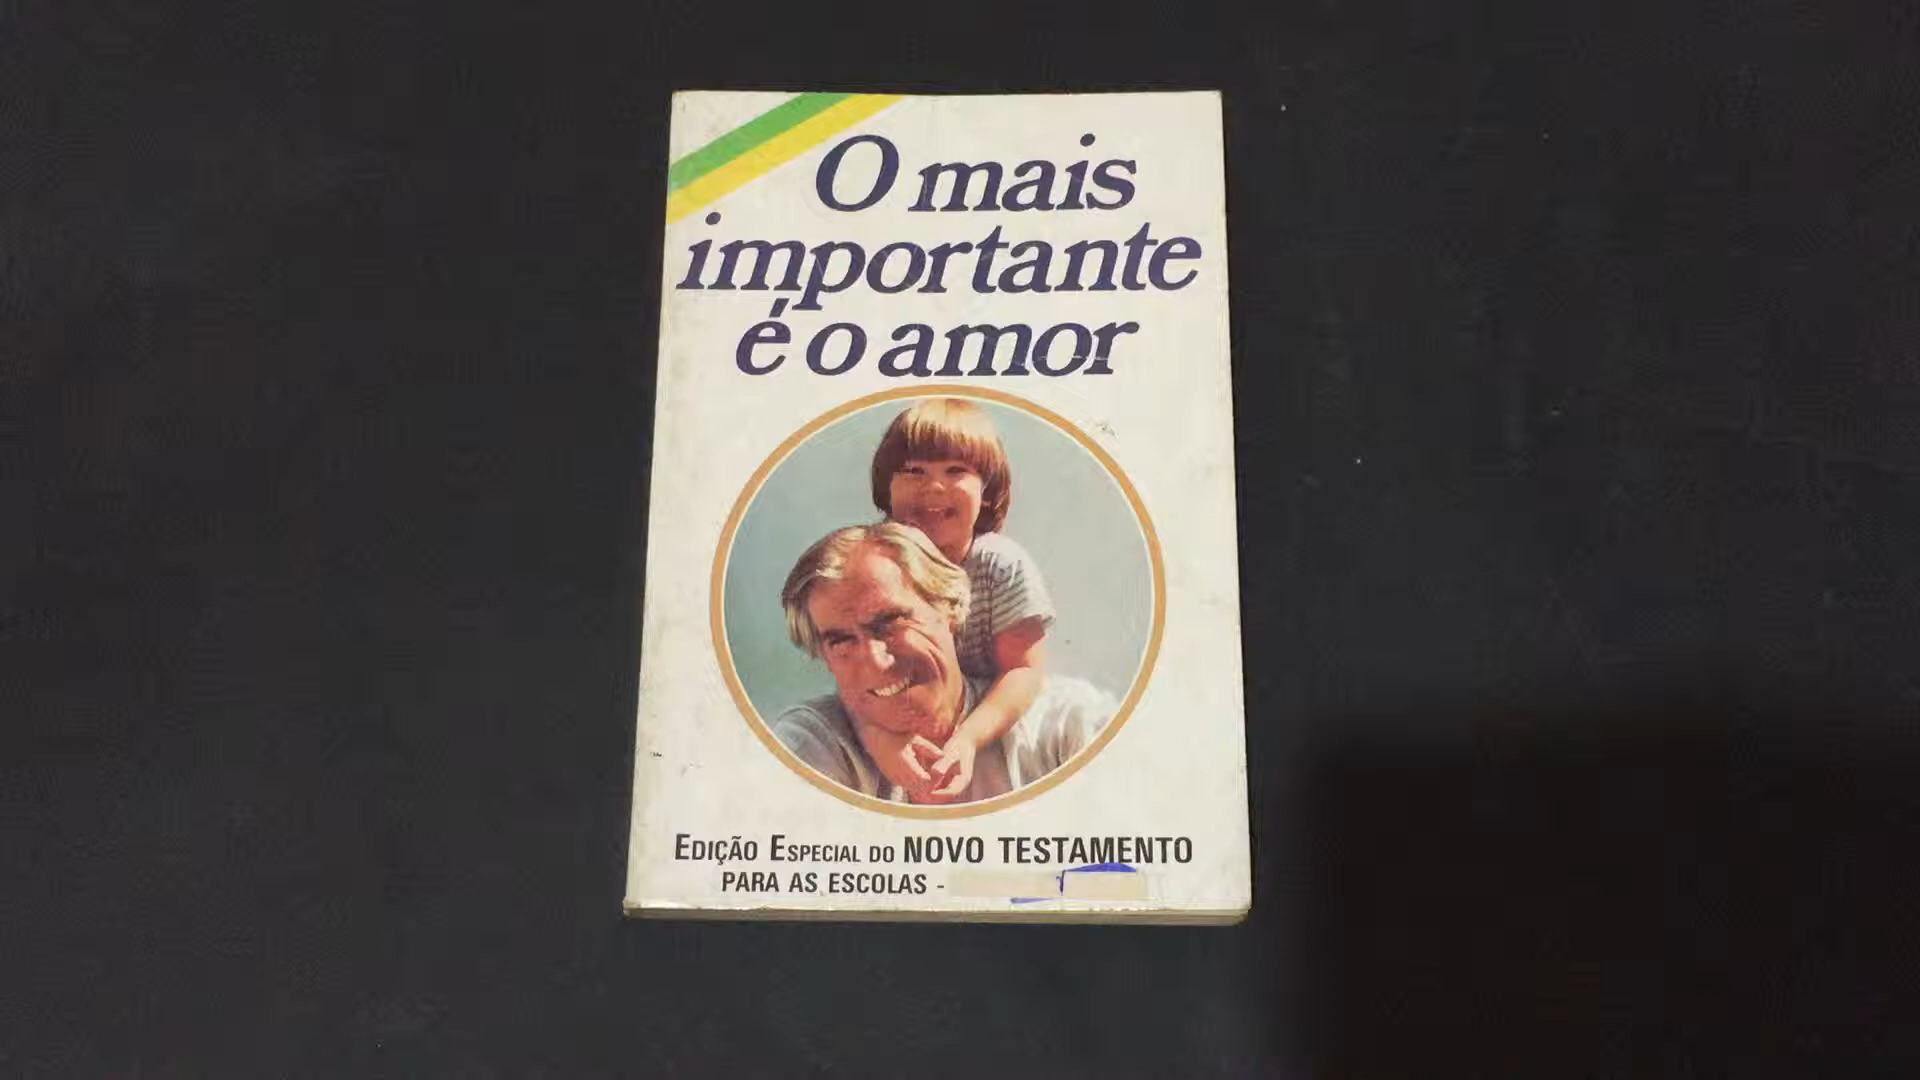 O mais
importante
é o amor
EDIÇÃO ESPECIAL DO NOVO TESTAMENTO
PARA AS ESCOLAS -